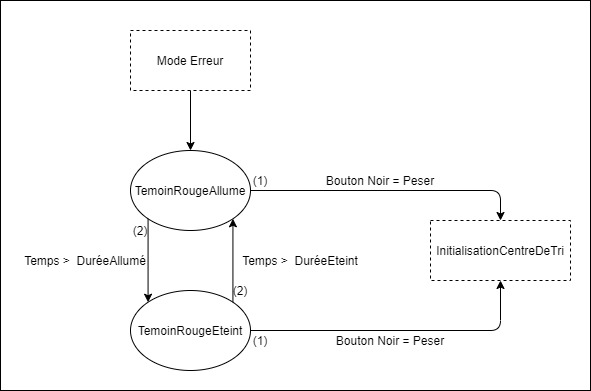 Mode Erreur
TemoinRougeAllume
(1)
Bouton Noir = Peser
(2)
InitialisationCentreDeTri
Temps > DuréeAllumé
Temps > DuréeEteint
(2)
TemoinRougeEteint
(1)
Bouton Noir = Peser